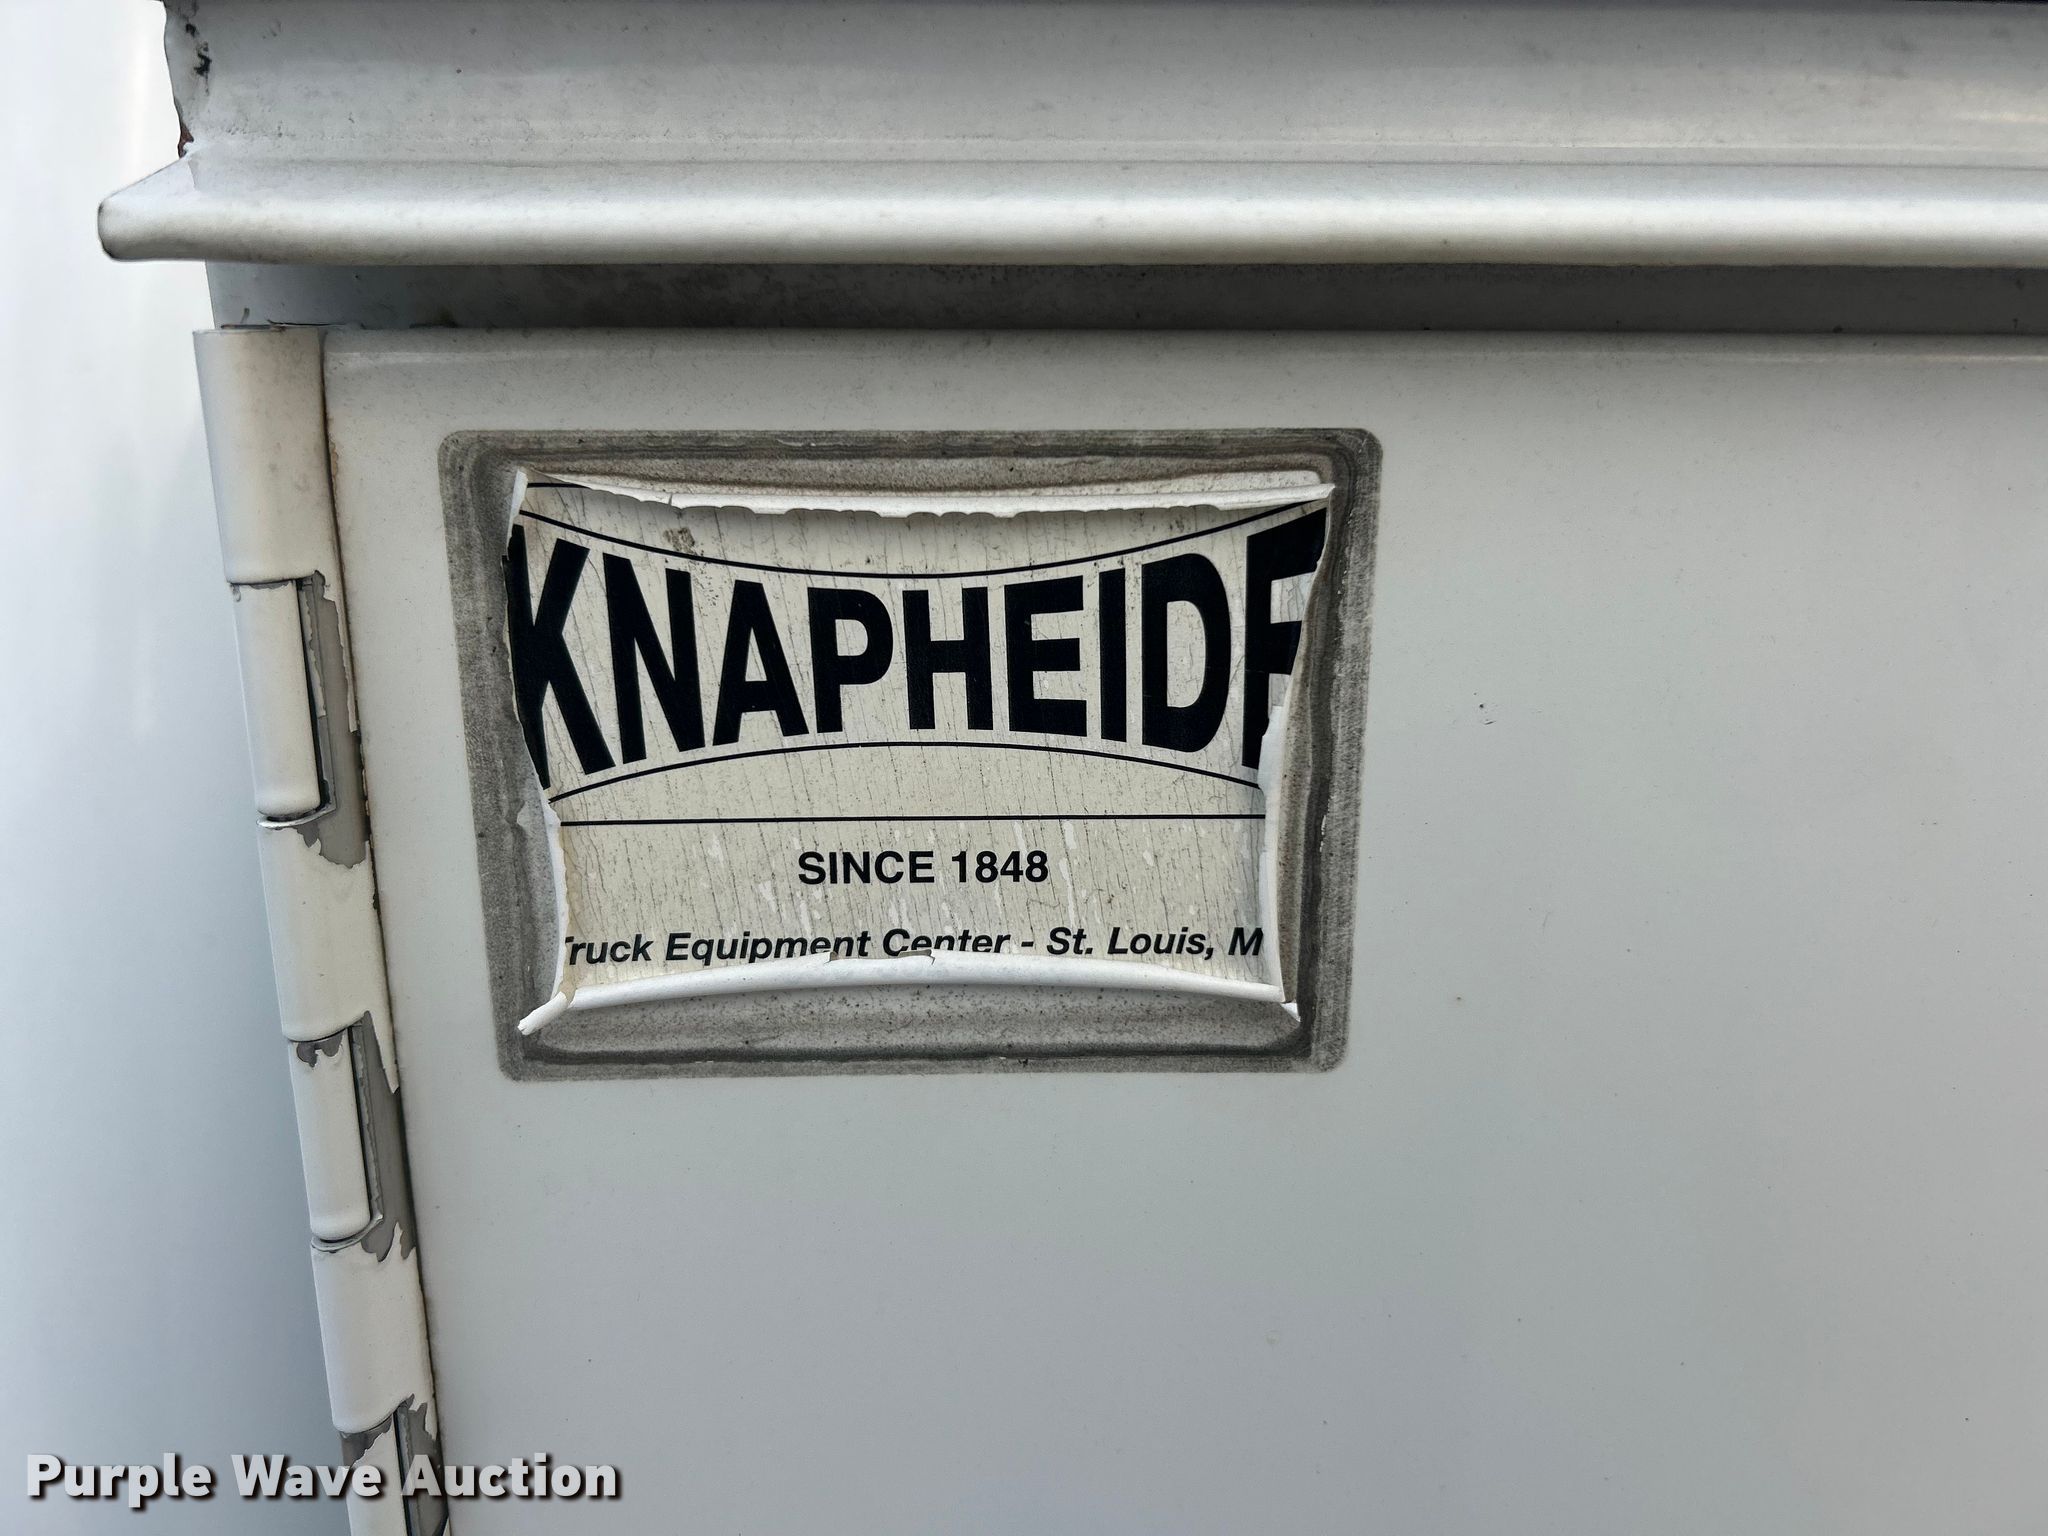 KNAPHEIDE
SINCE 1848
Truck Equipment Center - St. Louis, M
Purple Wave Auction